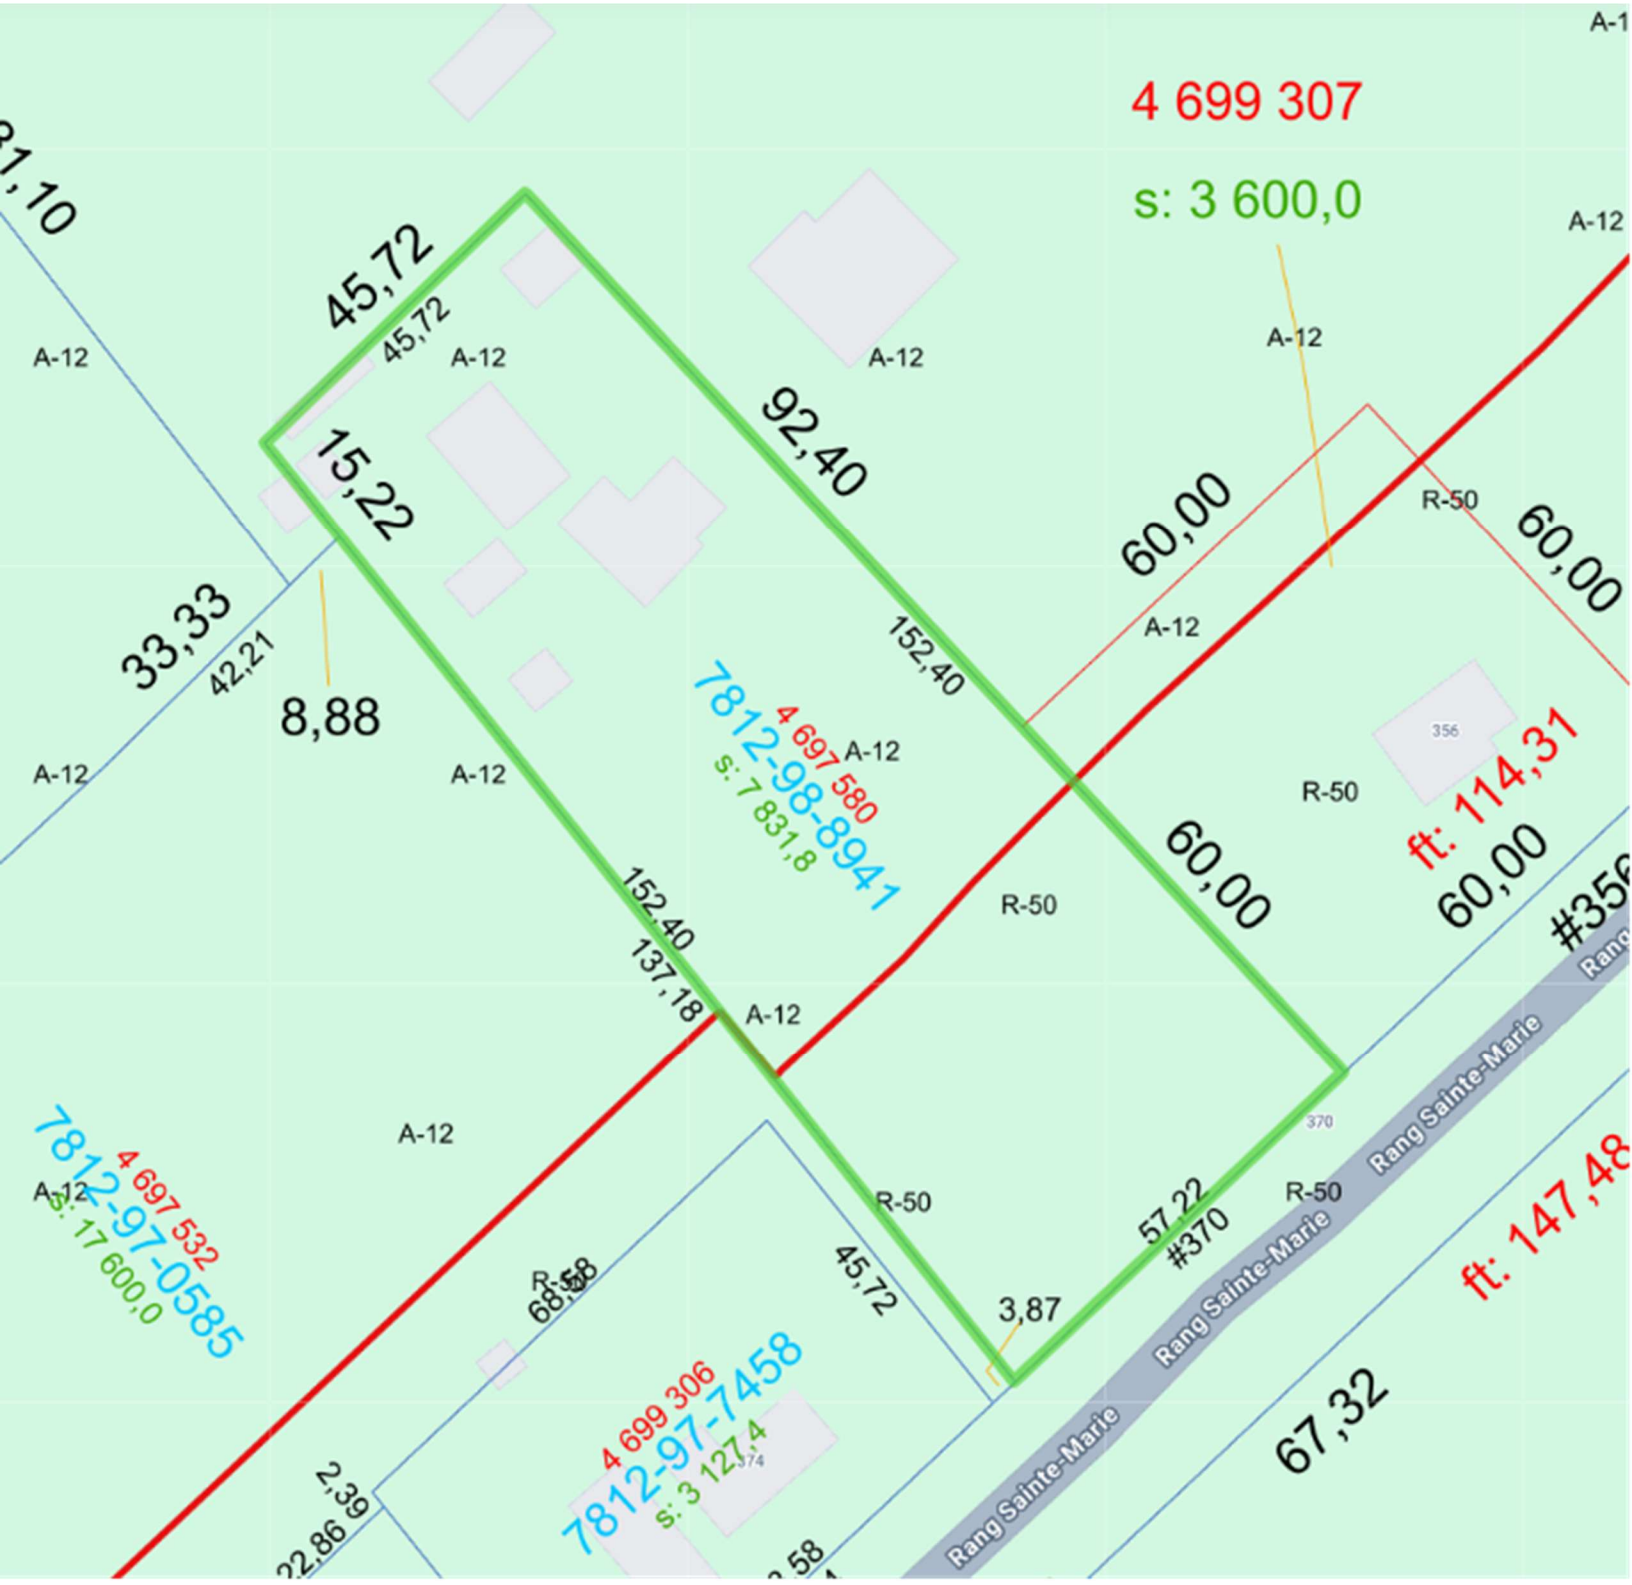 A-1
4 699 307
s: 3 600,0
A-12
31,10
45,72
45,72
A-12
A-12
A-12
A-12
92,40
15,22
60,00
R-50
60,00
33,33
42,21
8,88
152,40
A-12
A-12
A-12
7812-98-8941
4 697 580
s: 7 831,8
A-12
356
R-50
ft: 114,31
60,00
60,00
#356
Rang
R-50
152,40
137,18
A-12
Rang Sainte-Marie
370
A-12
7812-97-0585
4 697 532
s: 17 600,0
A-12
R-50
57,22
#370
R-50
Rang Sainte-Marie
ft: 147,48
68,58
45,72
3,87
4 699 306
7812-97-7458
s: 3 127,4
374
67,32
Rang Sainte-Marie
2,39
22,86